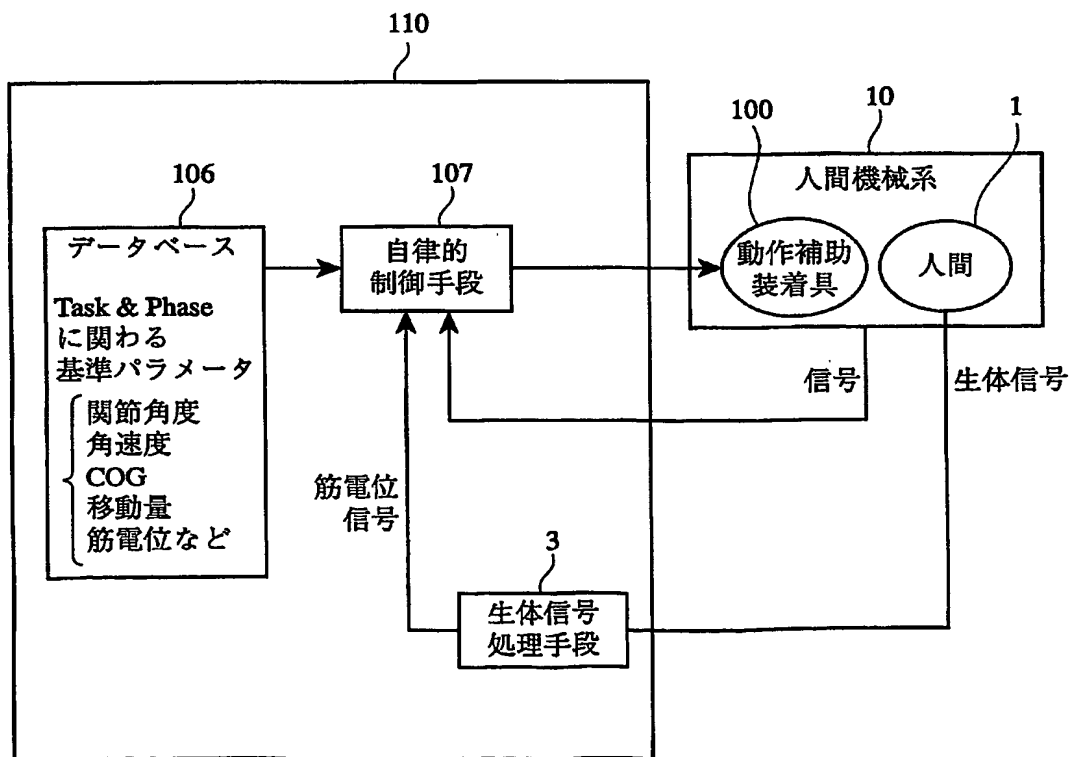 110
10
1
100
人間機械系
106
107
データベース
自律的
制御手段
動作補助
装着具
人間
Task & Phase
に関わる
基準パラメータ
関節角度
角速度
COG
移動量
筋電位など
信号
生体信号
筋電位
信号
3
生体信号
処理手段